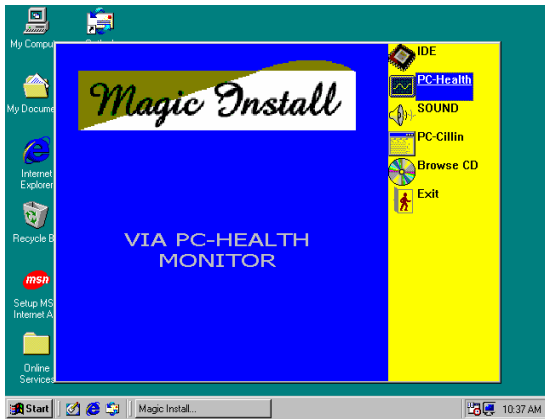 My Compu
My Docume
Internet
Explorer
Recycle B
msn
Setup MS
Internet A
Online
Services
Magic Install
VIA PC-HEALTH
MONITOR
IDE
PC-Health
SOUND
PC-Cillin
Browse CD
Exit
Start
Magic Install...
10:37 AM